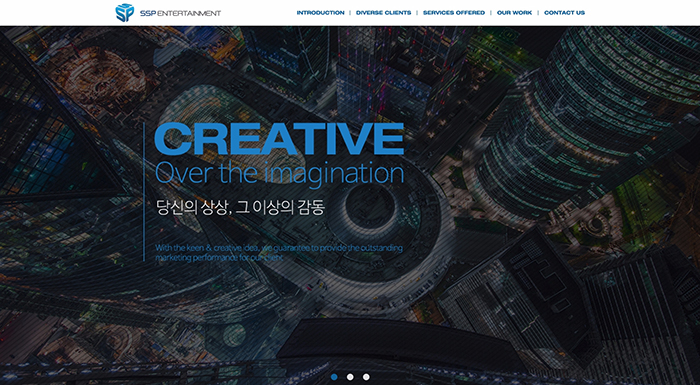 SSP ENTERTAINMENT
INTRODUCTION | DIVERSE CLIENTS | SERVICES OFFERED | OUR WORK | CONTACT US
CREATIVE
Over the imagination
당신의 상상, 그 이상의 감동
With the keen & creative idea, we guarantee to provide the outstanding
marketing performance for our client